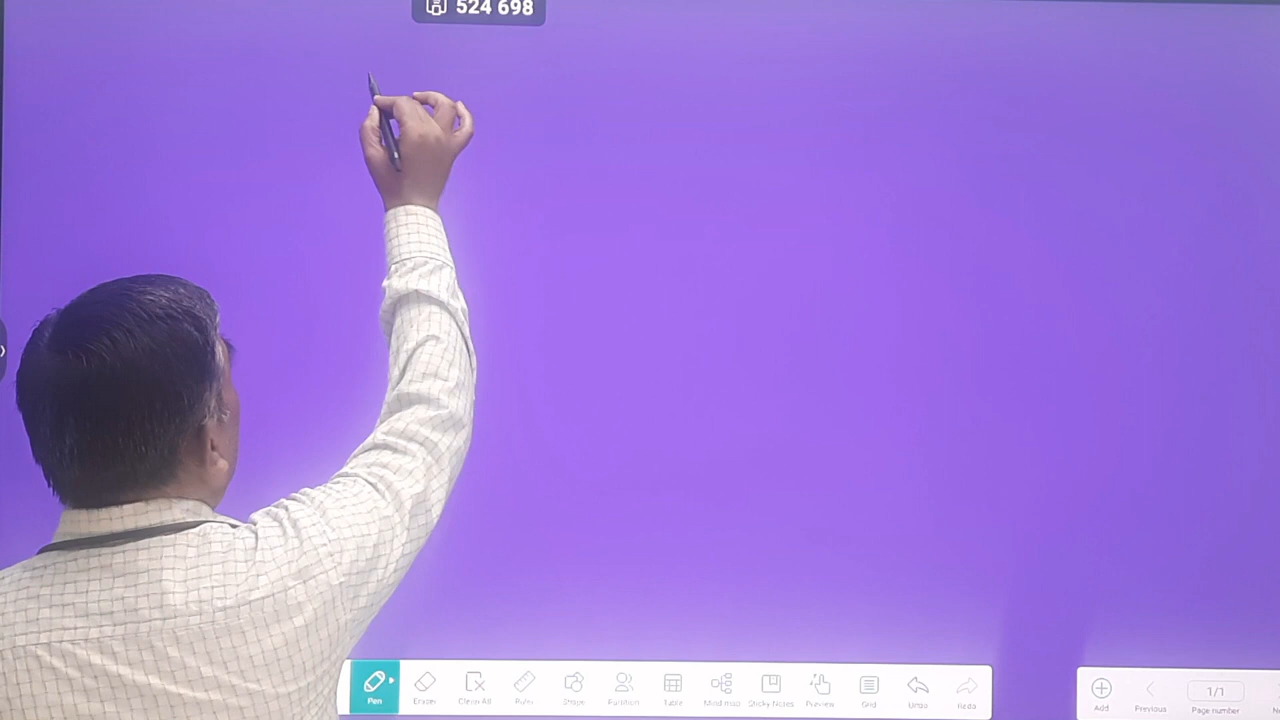 524 698
Pen Eraser Clear All Ruler Shape Partition Table Mind map Sticky Notes Preview Grid Undo Redo
Add Previous 1/1 Page number